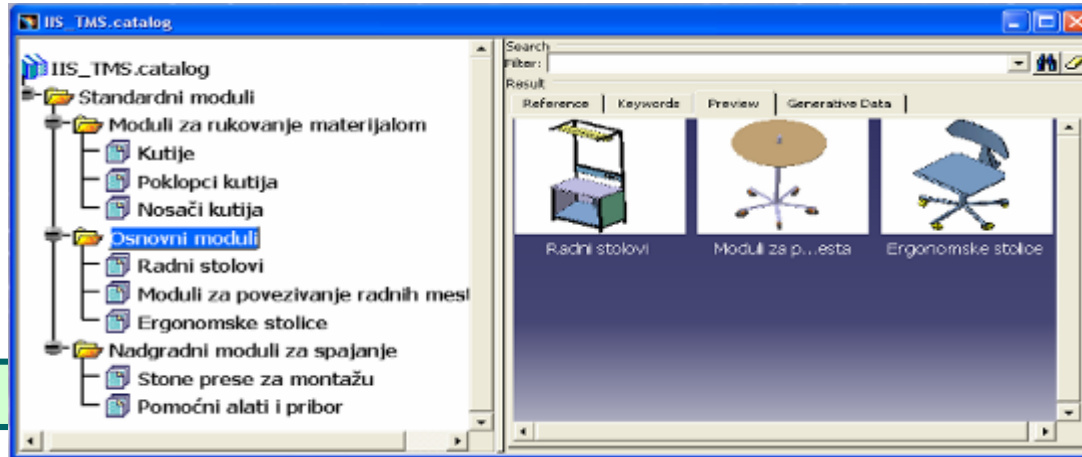 IIS_TMS.catalog
IIS_TMS.catalog
Standardni moduli
Moduli za rukovanje materijalom
Kutije
Poklopci kutija
Nosači kutija
Osnovni moduli
Radni stolovi
Moduli za povezivanje radnih mest
Ergonomske stolice
Nadgradni moduli za spajanje
Stone prese za montažu
Pomoćni alati i pribor
Search
Filter:
Result
Reference Keywords Preview Generative Data
Radni stolovi Moduli za p...esta Ergonomske stolice